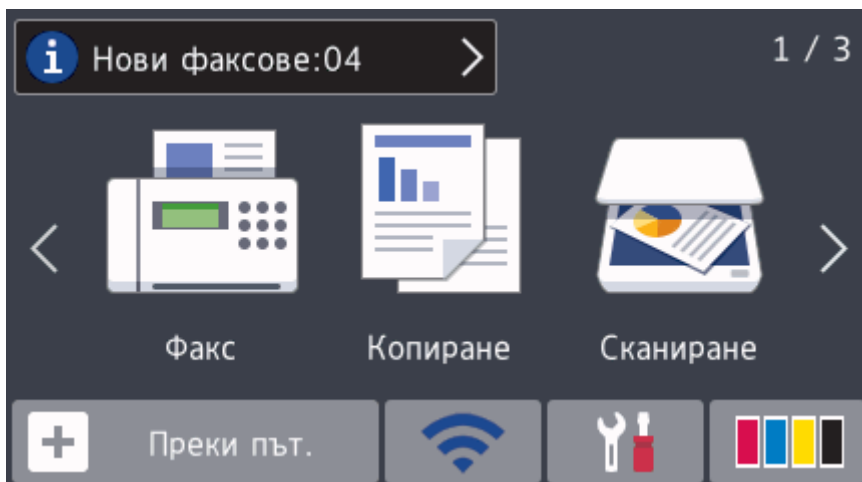 Нови факсове:04
1 / 3
Факс
Копиране
Сканиране
Преки път.